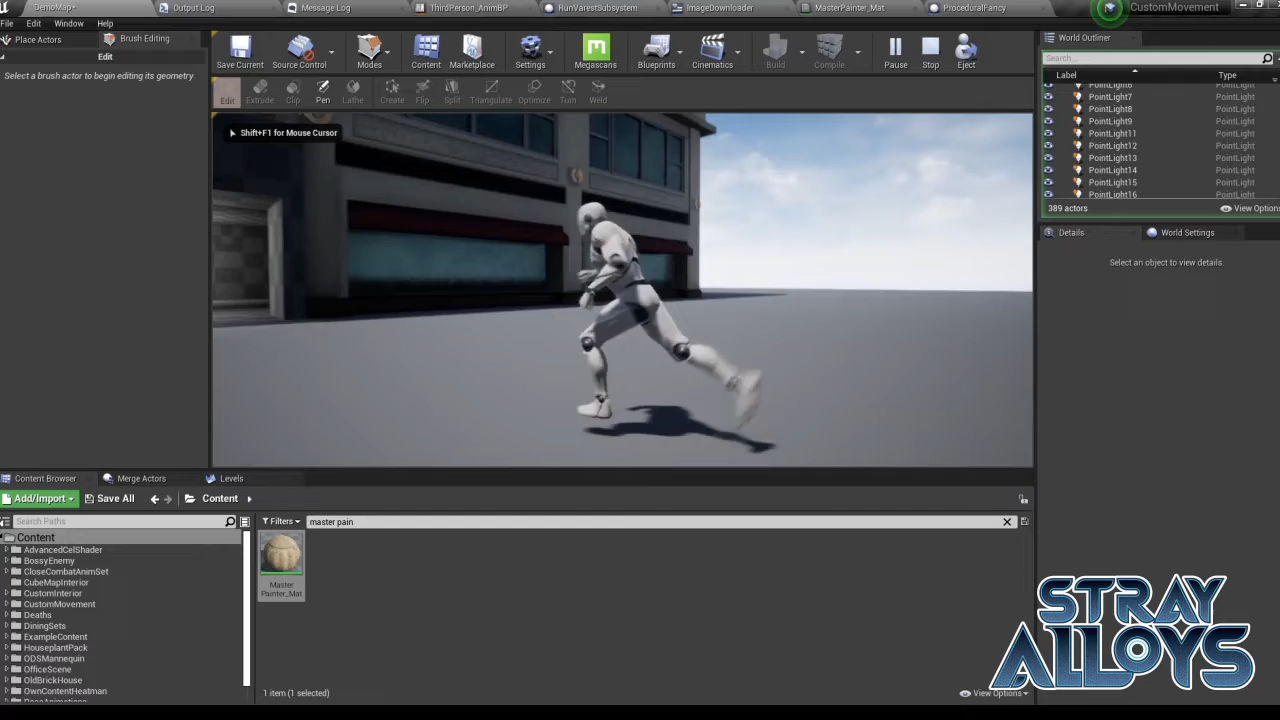 DemoMap*
Output Log
Message Log
ThirdPerson_AnimBP
RunVarestSubsystem
ImageDownloader
MasterPainter_Mat
ProceduralFancy
CustomMovement
File Edit Window Help
Place Actors
Brush Editing
Edit
Select a brush actor to begin editing its geometry
Save Current
Source Control
Modes
Content
Marketplace
Settings
Megascans
Blueprints
Cinematics
Build
Compile
Pause
Stop
Eject
Edit
Extrude
Clip
Pen
Lathe
Create
Flip
Split
Triangulate
Optimize
Turn
Weld
Shift+F1 for Mouse Cursor
World Outliner
Search...
Label Type
PointLight6 PointLight
PointLight7 PointLight
PointLight8 PointLight
PointLight9 PointLight
PointLight11 PointLight
PointLight12 PointLight
PointLight13 PointLight
PointLight14 PointLight
PointLight15 PointLight
PointLight16 PointLight
389 actors View Options
Details World Settings
Select an object to view details.
Content Browser
Merge Actors
Levels
Add/Import
Save All
Content
Search Paths
Filters
master pain
Content
AdvancedCelShader
BossyEnemy
CloseCombatAnimSet
CubeMapInterior
CustomInterior
CustomMovement
Deaths
DiningSets
ExampleContent
HouseplantPack
ODSMannequin
OfficeScene
OldBrickHouse
OwnContentHeatman
Master
Painter_Mat
1 item (1 selected)
View Options
STRAY
ALLOYS